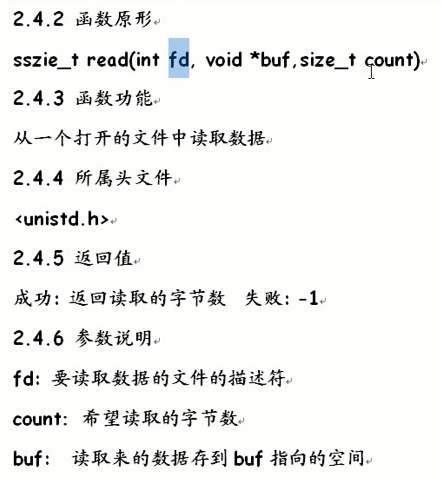 2.4.2 函数原形
sszie_t read(int fd, void *buf,size_t count)
2.4.3 函数功能
从一个打开的文件中读取数据
2.4.4 所属头文件
<unistd.h>
2.4.5 返回值
成功: 返回读取的字节数 失败: -1
2.4.6 参数说明
fd: 要读取数据的文件的描述符
count: 希望读取的字节数
buf: 读取来的数据存到 buf 指向的空间